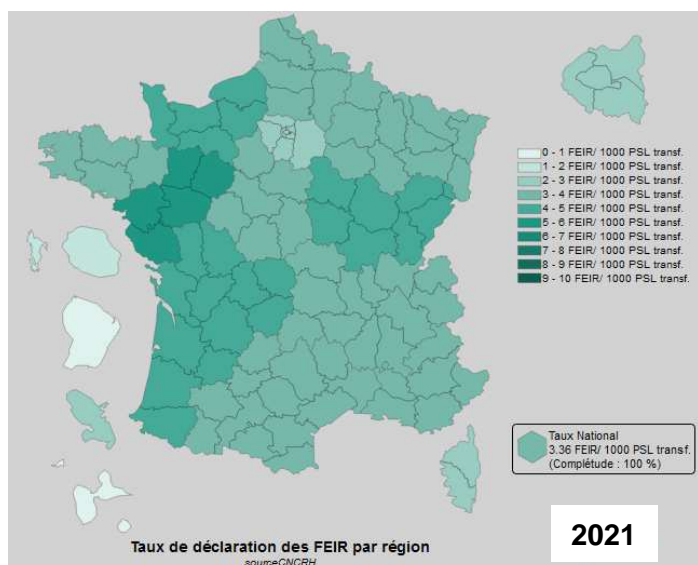 0 - 1 FEIR/ 1000 PSL transf.
1 - 2 FEIR/ 1000 PSL transf.
2 - 3 FEIR/ 1000 PSL transf.
3 - 4 FEIR/ 1000 PSL transf.
4 - 5 FEIR/ 1000 PSL transf.
5 - 6 FEIR/ 1000 PSL transf.
6 - 7 FEIR/ 1000 PSL transf.
7 - 8 FEIR/ 1000 PSL transf.
8 - 9 FEIR/ 1000 PSL transf.
9 - 10 FEIR/ 1000 PSL transf.
Taux National
3.36 FEIR/ 1000 PSL transf.
(Complétude : 100 %)
2021
Taux de déclaration des FEIR par région
sourceCNCRH